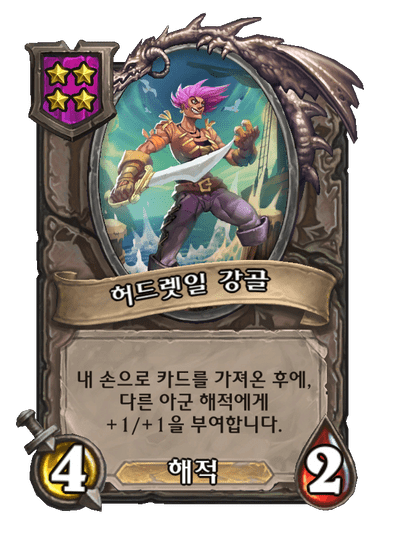 허드렛일 강골
내 손으로 카드를 가져온 후에,
다른 아군 해적에게
+1/+1을 부여합니다.
4
해적
2